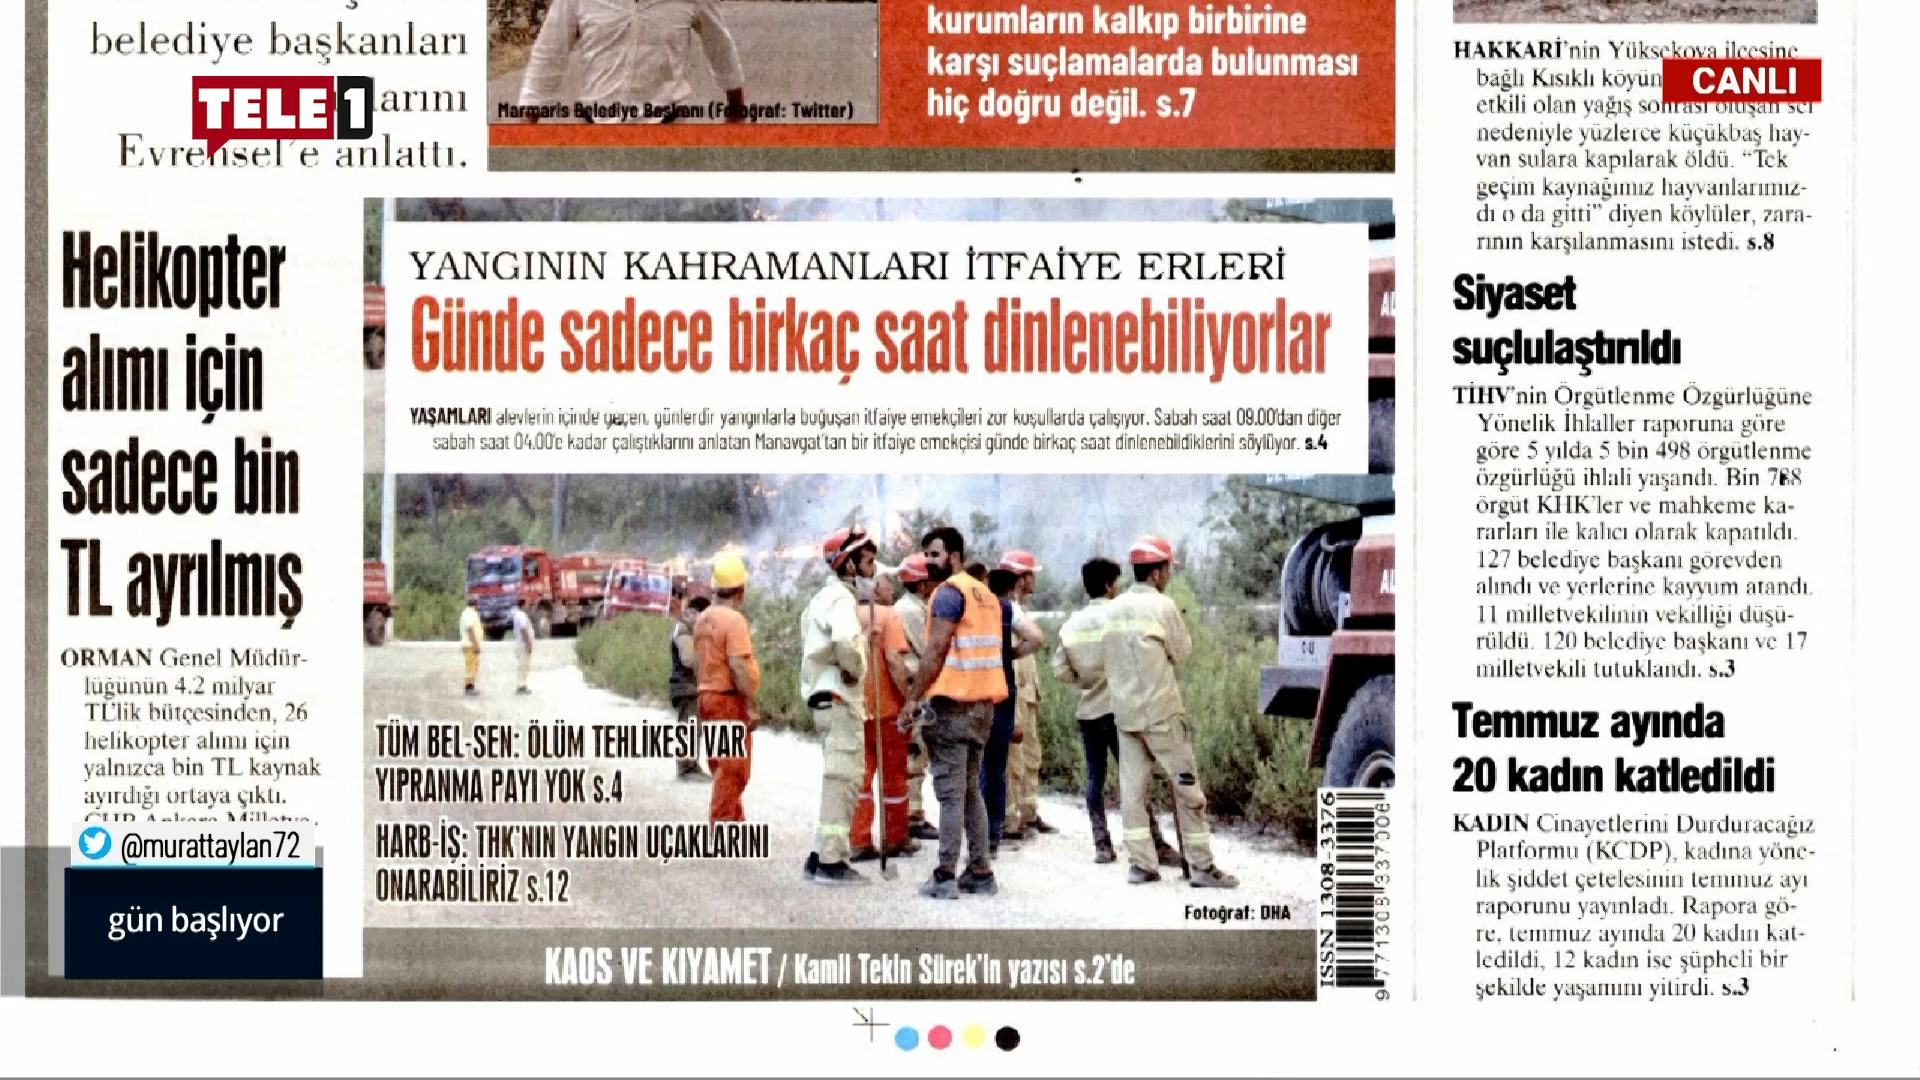 belediye başkanları
larını
Evrensel'e anlattı.
TELE1
Marmaris Belediye Başkanı (Fotoğraf: Twitter)
kurumların kalkıp birbirine
karşı suçlamalarda bulunması
hiç doğru değil. s.7
CANLI
HAKKARİ'nin Yüksekova ilçesine
bağlı Kısıklı köyün
etkili olan yağış sonrası oluşan sel
nedeniyle yüzlerce küçükbaş hay-
van sulara kapılarak öldü. “Tek
geçim kaynağımız hayvanlarımız-
dı o da gitti” diyen köylüler, zara-
rının karşılanmasını istedi. s.8
Helikopter
alımı için
sadece bin
TL ayrılmış
ORMAN Genel Müdür-
lüğünün 4.2 milyar
TL'lik bütçesinden, 26
helikopter alımı için
yalnızca bin TL kaynak
ayırdığı ortaya çıktı.
CHP Ankara Milletve-
@murattaylan72
gün başlıyor
YANGININ KAHRAMANLARI İTFAİYE ERLERİ
Günde sadece birkaç saat dinlenebiliyorlar
YAŞAMLARI alevlerin içinde geçen, günlerdir yangınlarla boğuşan itfaiye emekçileri zor koşullarda çalışıyor. Sabah saat 09.00'dan diğer
sabah saat 04.00'e kadar çalıştıklarını anlatan Manavgat'tan bir itfaiye emekçisi günde birkaç saat dinlenebildiklerini söylüyor. s.4
TÜM BEL-SEN: ÖLÜM TEHLİKESİ VAR
YIPRANMA PAYI YOK s.4
HARB-İŞ: THK'NIN YANGIN UÇAKLARINI
ONARABİLİRİZ s.12
Fotoğraf: DHA
ISSN 1308-3376
9 771308 337006
KAOS VE KIYAMET / Kamil Tekin Sürek'in yazısı s.2'de
Siyaset
suçlulaştırıldı
TİHV'nin Örgütlenme Özgürlüğüne
Yönelik İhlaller raporuna göre
göre 5 yılda 5 bin 498 örgütlenme
özgürlüğü ihlali yaşandı. Bin 788
örgüt KHK'ler ve mahkeme ka-
rarları ile kalıcı olarak kapatıldı.
127 belediye başkanı görevden
alındı ve yerlerine kayyum atandı.
11 milletvekilinin vekilliği düşü-
rüldü. 120 belediye başkanı ve 17
milletvekili tutuklandı. s.3
Temmuz ayında
20 kadın katledildi
KADIN Cinayetlerini Durduracağız
Platformu (KCDP), kadına yöne-
lik şiddet çetelesinin temmuz ayı
raporunu yayınladı. Rapora gö-
re, temmuz ayında 20 kadın kat-
ledildi, 12 kadın ise şüpheli bir
şekilde yaşamını yitirdi. s.3